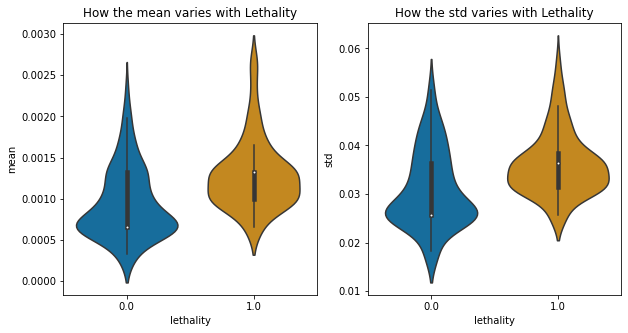 How the mean varies with Lethality
mean
0.0030
0.0025
0.0020
0.0015
0.0010
0.0005
0.0000
0.0
1.0
lethality
How the std varies with Lethality
std
0.06
0.05
0.04
0.03
0.02
0.01
0.0
1.0
lethality